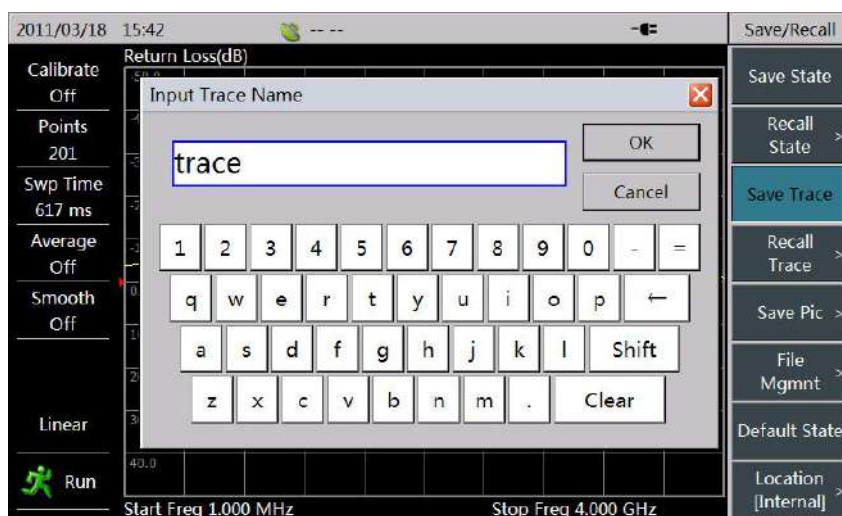 2011/03/18 15:42 -- -- Save/Recall
Calibrate
Off
Points
201
Swp Time
617 ms
Average
Off
Smooth
Off
Linear
Run
Return Loss(dB)
Input Trace Name
trace
OK
Cancel
1 2 3 4 5 6 7 8 9 0 - =
q w e r t y u i o p ←
a s d f g h j k l Shift
z x c v b n m . Clear
40.0
Start Freq 1.000 MHz Stop Freq 4.000 GHz
Save State
Recall
State >
Save Trace
Recall
Trace >
Save Pic >
File
Mgmnt >
Default State
Location
[Internal] >